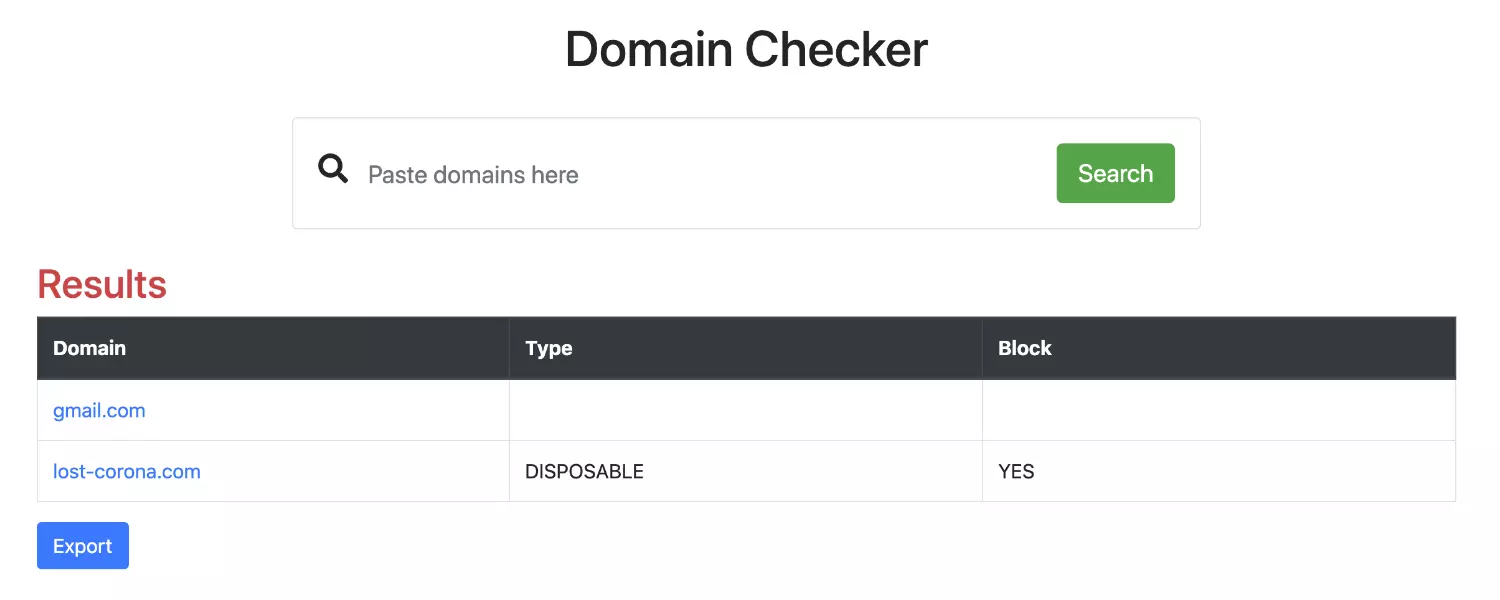 Domain Checker
Paste domains here
Search
Results
Domain Type Block
gmail.com
lost-corona.com DISPOSABLE YES
Export